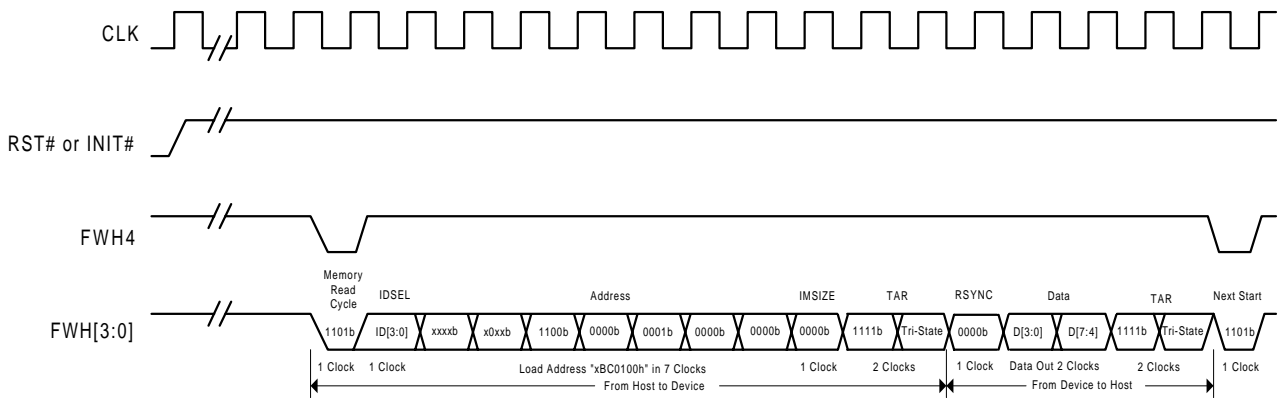 CLK
RST# or INIT#
FWH4
Memory
Read
Cycle
IDSEL
Address
IMSIZE
TAR
RSYNC
Data
TAR
Next Start
FWH[3:0]
1101b ID[3:0] xxxxb x0xxb 1100b 0000b 0001b 0000b 0000b 0000b 1111b Tri-State 0000b D[3:0] D[7:4] 1111b Tri-State 1101b
1 Clock 1 Clock Load Address "xBC0100h" in 7 Clocks 1 Clock 2 Clocks 1 Clock Data Out 2 Clocks 2 Clocks 1 Clock
From Host to Device From Device to Host